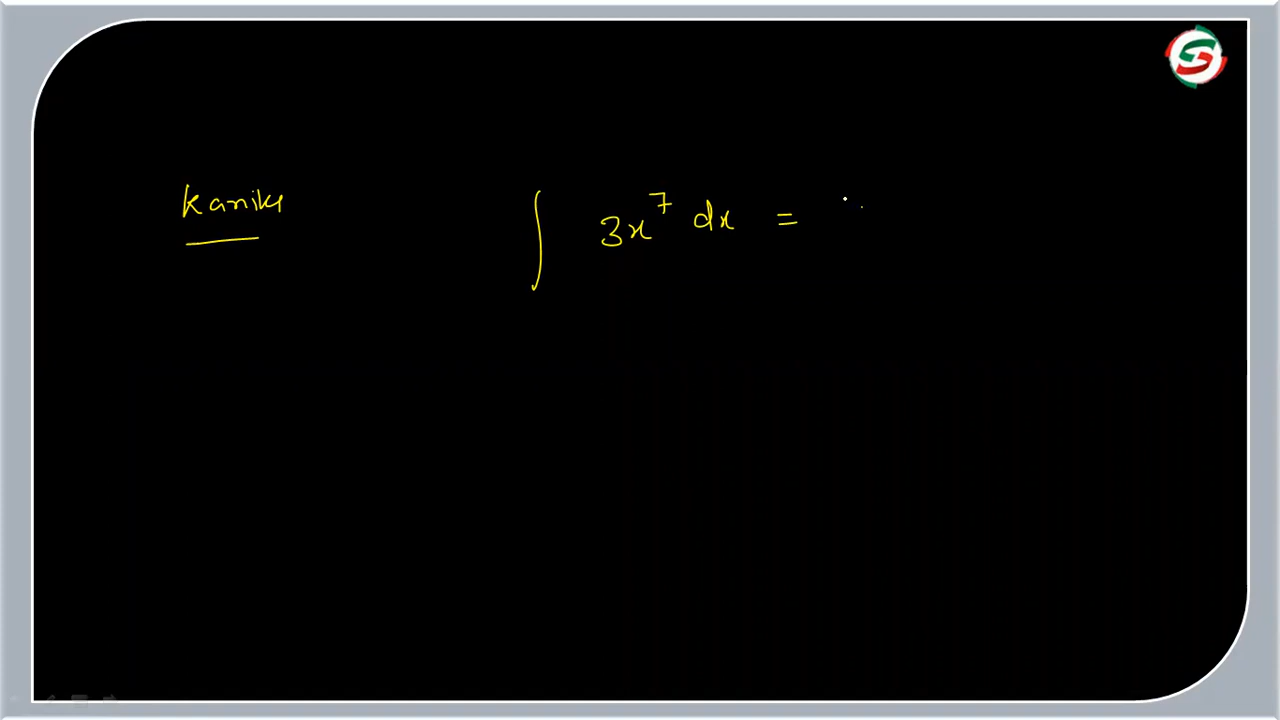 Kanika
∫ 3x⁷ dx =